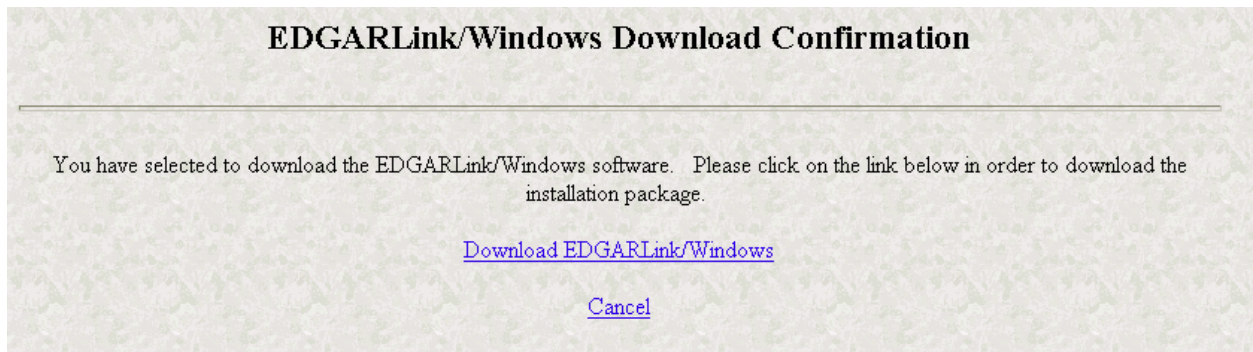 EDGARLink/Windows Download Confirmation
You have selected to download the EDGARLink/Windows software.   Please click on the link below in order to download the
installation package.
Download EDGARLink/Windows
Cancel